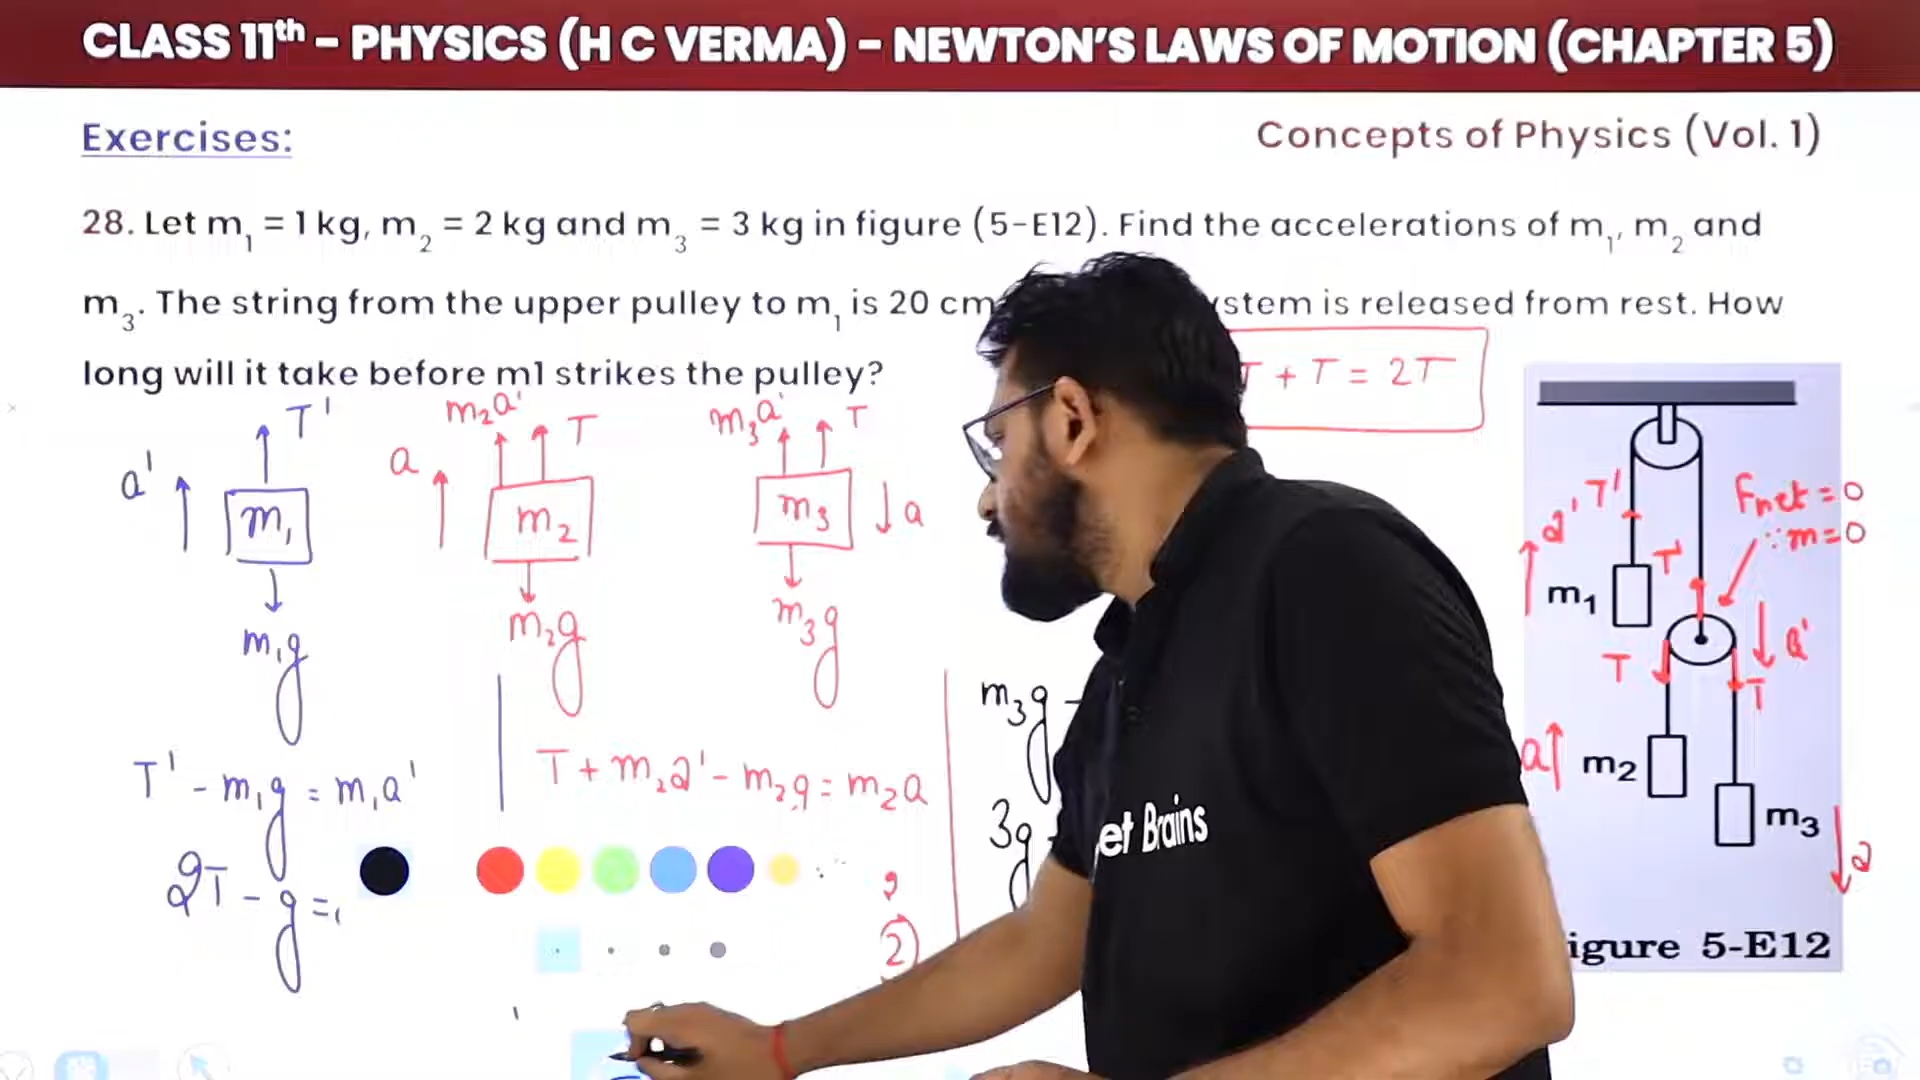 CLASS 11th – PHYSICS (H C VERMA) – NEWTON'S LAWS OF MOTION (CHAPTER 5)
Exercises:
Concepts of Physics (Vol. 1)
28. Let m1 = 1 kg, m2 = 2 kg and m3 = 3 kg in figure (5-E12). Find the accelerations of m1, m2 and
m3. The string from the upper pulley to m1 is 20 cm stem is released from rest. How
long will it take before m1 strikes the pulley?
T + T = 2T
T'
a'
m1
m1g
m2a'
T
a
m2
m2g
m3a'
T
m3
a
m3g
T' - m1g = m1a'
2T - g =
T + m2a' - m2g = m2a
2
m3g -
3g
et Brains
T'
a'
Fnet = 0
∵ m = 0
T'
m1
a'
T
T
a
m2
m3
a
igure 5-E12